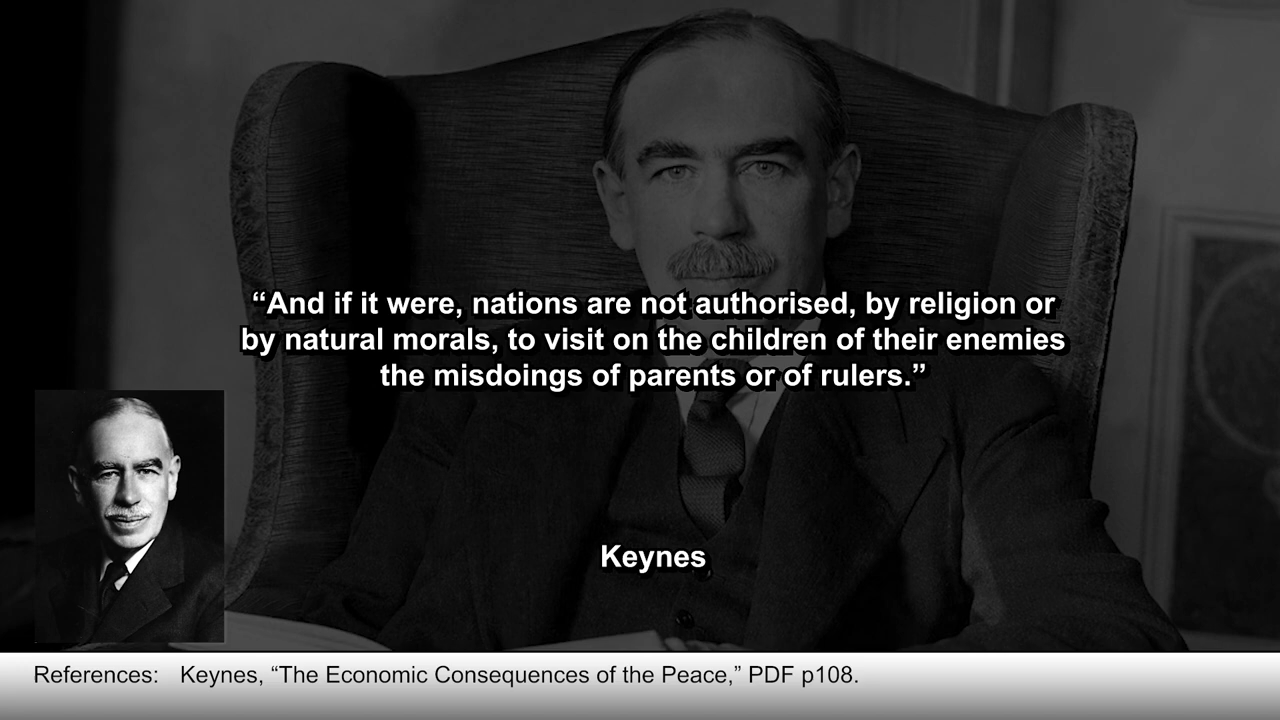 “And if it were, nations are not authorised, by religion or
by natural morals, to visit on the children of their enemies
the misdoings of parents or of rulers.”
Keynes
References: Keynes, “The Economic Consequences of the Peace,” PDF p108.